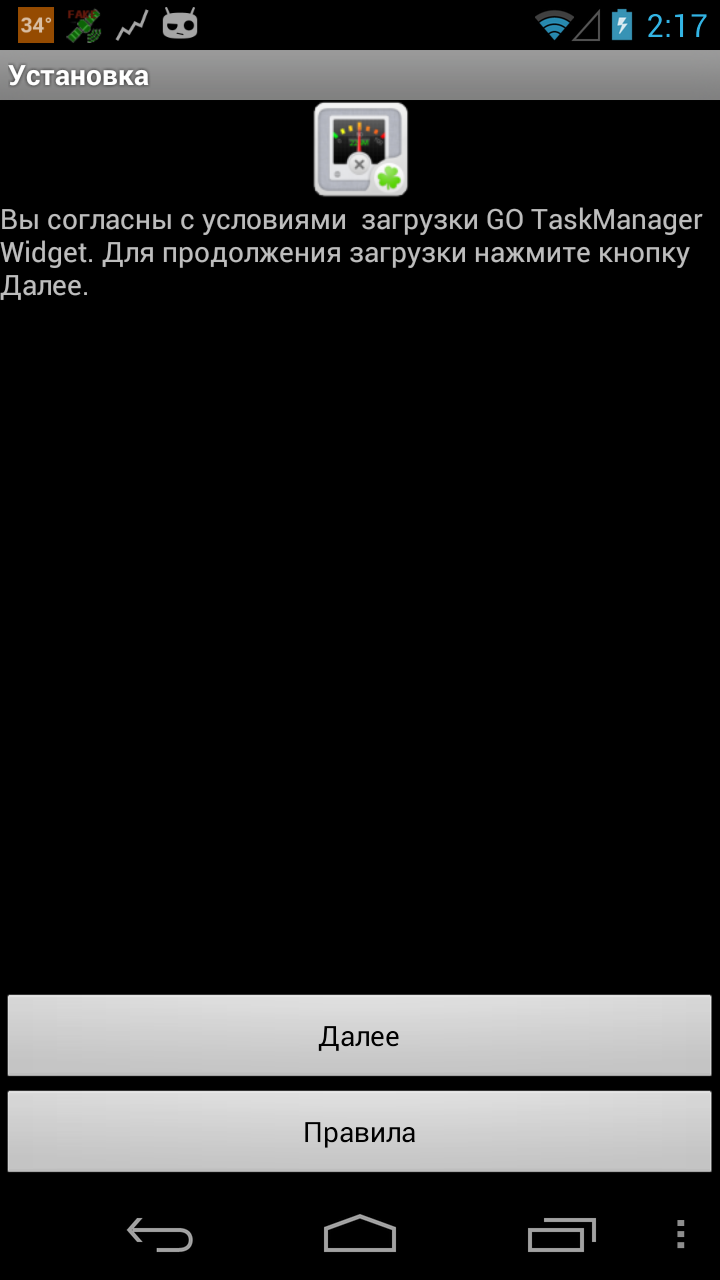 34°
FAKE
2:17
Установка
Вы согласны с условиями  загрузки GO TaskManager
Widget. Для продолжения загрузки нажмите кнопку
Далее.
Далее
Правила